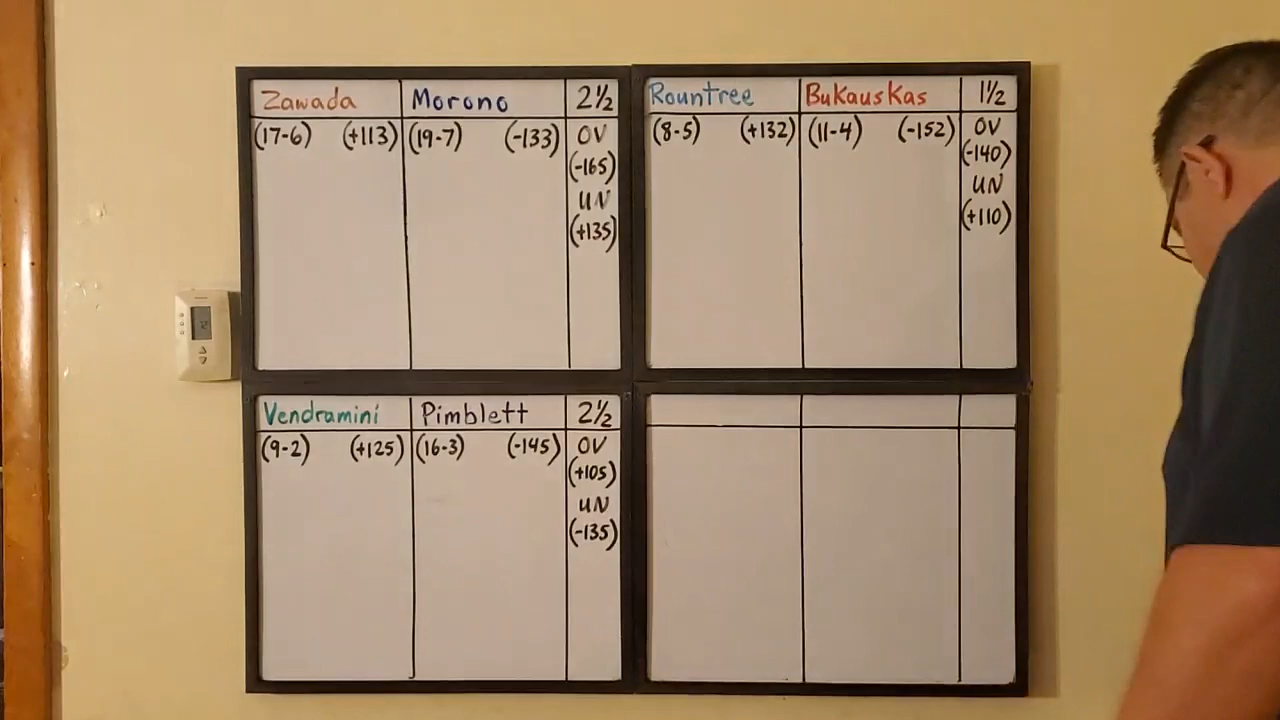 Zawada Morono 2½
(17-6) (+113) (19-7) (-133) OV
(-165)
UN
(+135)
Rountree Bukauskas 1½
(8-5) (+132) (11-4) (-152) OV
(-140)
UN
(+110)
Vendramini Pimblett 2½
(9-2) (+125) (16-3) (-145) OV
(+105)
UN
(-135)